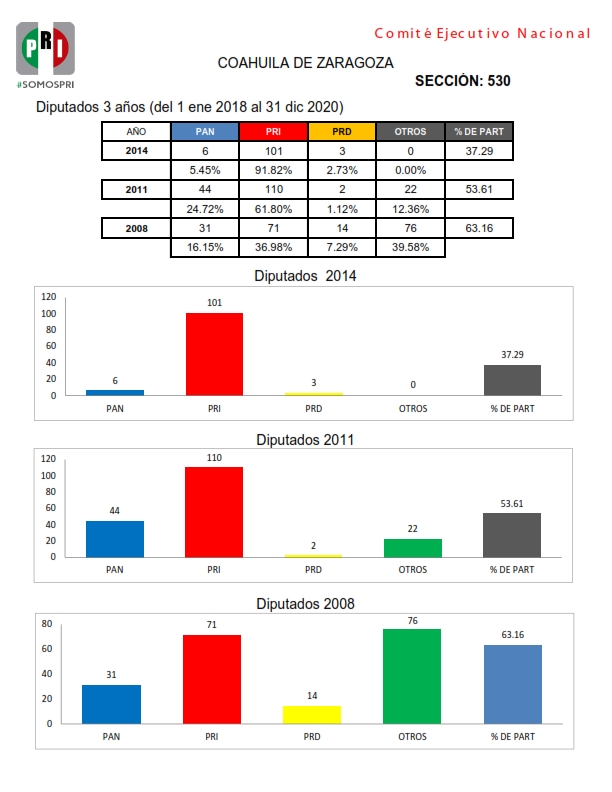 PRI
Comité Ejecutivo Nacional
#SOMOSPRI
COAHUILA DE ZARAGOZA
SECCIÓN: 530
Diputados 3 años (del 1 ene 2018 al 31 dic 2020)
AÑO PAN PRI PRD OTROS % DE PART
2014 6 101 3 0 37.29
5.45% 91.82% 2.73% 0.00%
2011 44 110 2 22 53.61
24.72% 61.80% 1.12% 12.36%
2008 31 71 14 76 63.16
16.15% 36.98% 7.29% 39.58%
Diputados 2014
120
100
80
60
40
20
0
6 101 3 0 37.29
PAN PRI PRD OTROS % DE PART
Diputados 2011
120
100
80
60
40
20
0
44 110 2 22 53.61
PAN PRI PRD OTROS % DE PART
Diputados 2008
80
60
40
20
0
31 71 14 76 63.16
PAN PRI PRD OTROS % DE PART